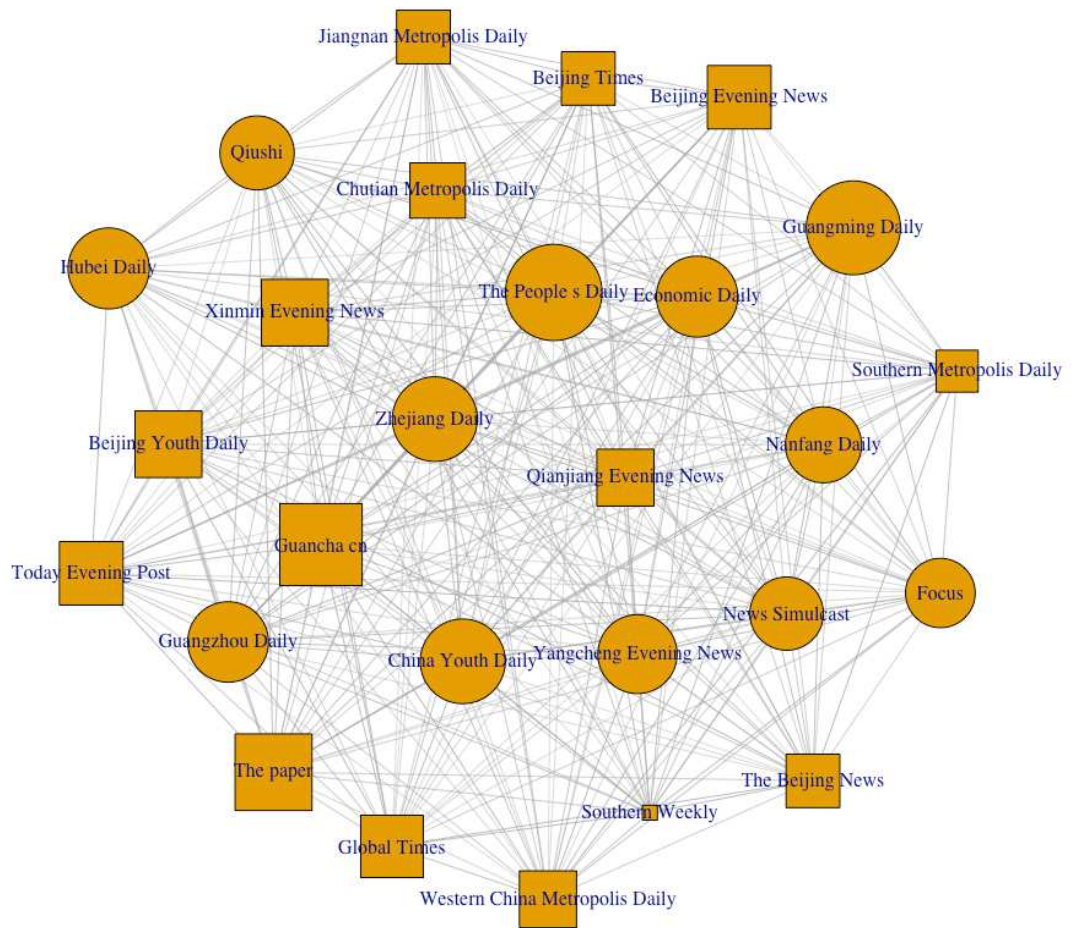 Jiangnan Metropolis Daily
Beijing Times
Beijing Evening News
Qiushi
Chutian Metropolis Daily
Guangming Daily
Hubei Daily
The People s Daily
Economic Daily
Xinmin Evening News
Southern Metropolis Daily
Zhejiang Daily
Beijing Youth Daily
Nanfang Daily
Qianjiang Evening News
Guancha cn
Today Evening Post
Focus
News Simulcast
Guangzhou Daily
China Youth Daily
Yangcheng Evening News
The paper
The Beijing News
Southern Weekly
Global Times
Western China Metropolis Daily